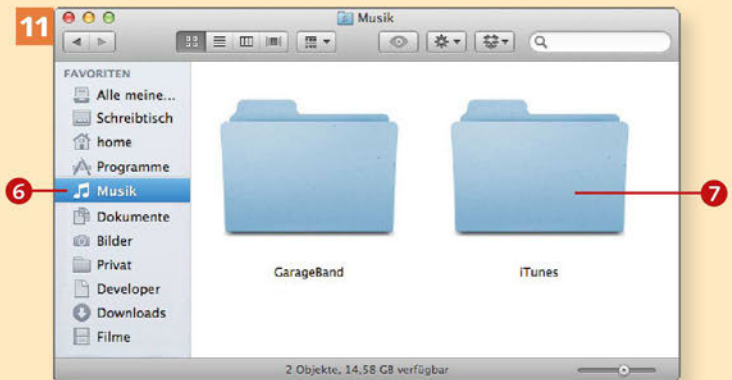 11
Musik
FAVORITEN
Alle meine...
Schreibtisch
home
Programme
6
Musik
7
Dokumente
Bilder
Privat
Developer
Downloads
Filme
GarageBand
iTunes
2 Objekte, 14,58 GB verfügbar